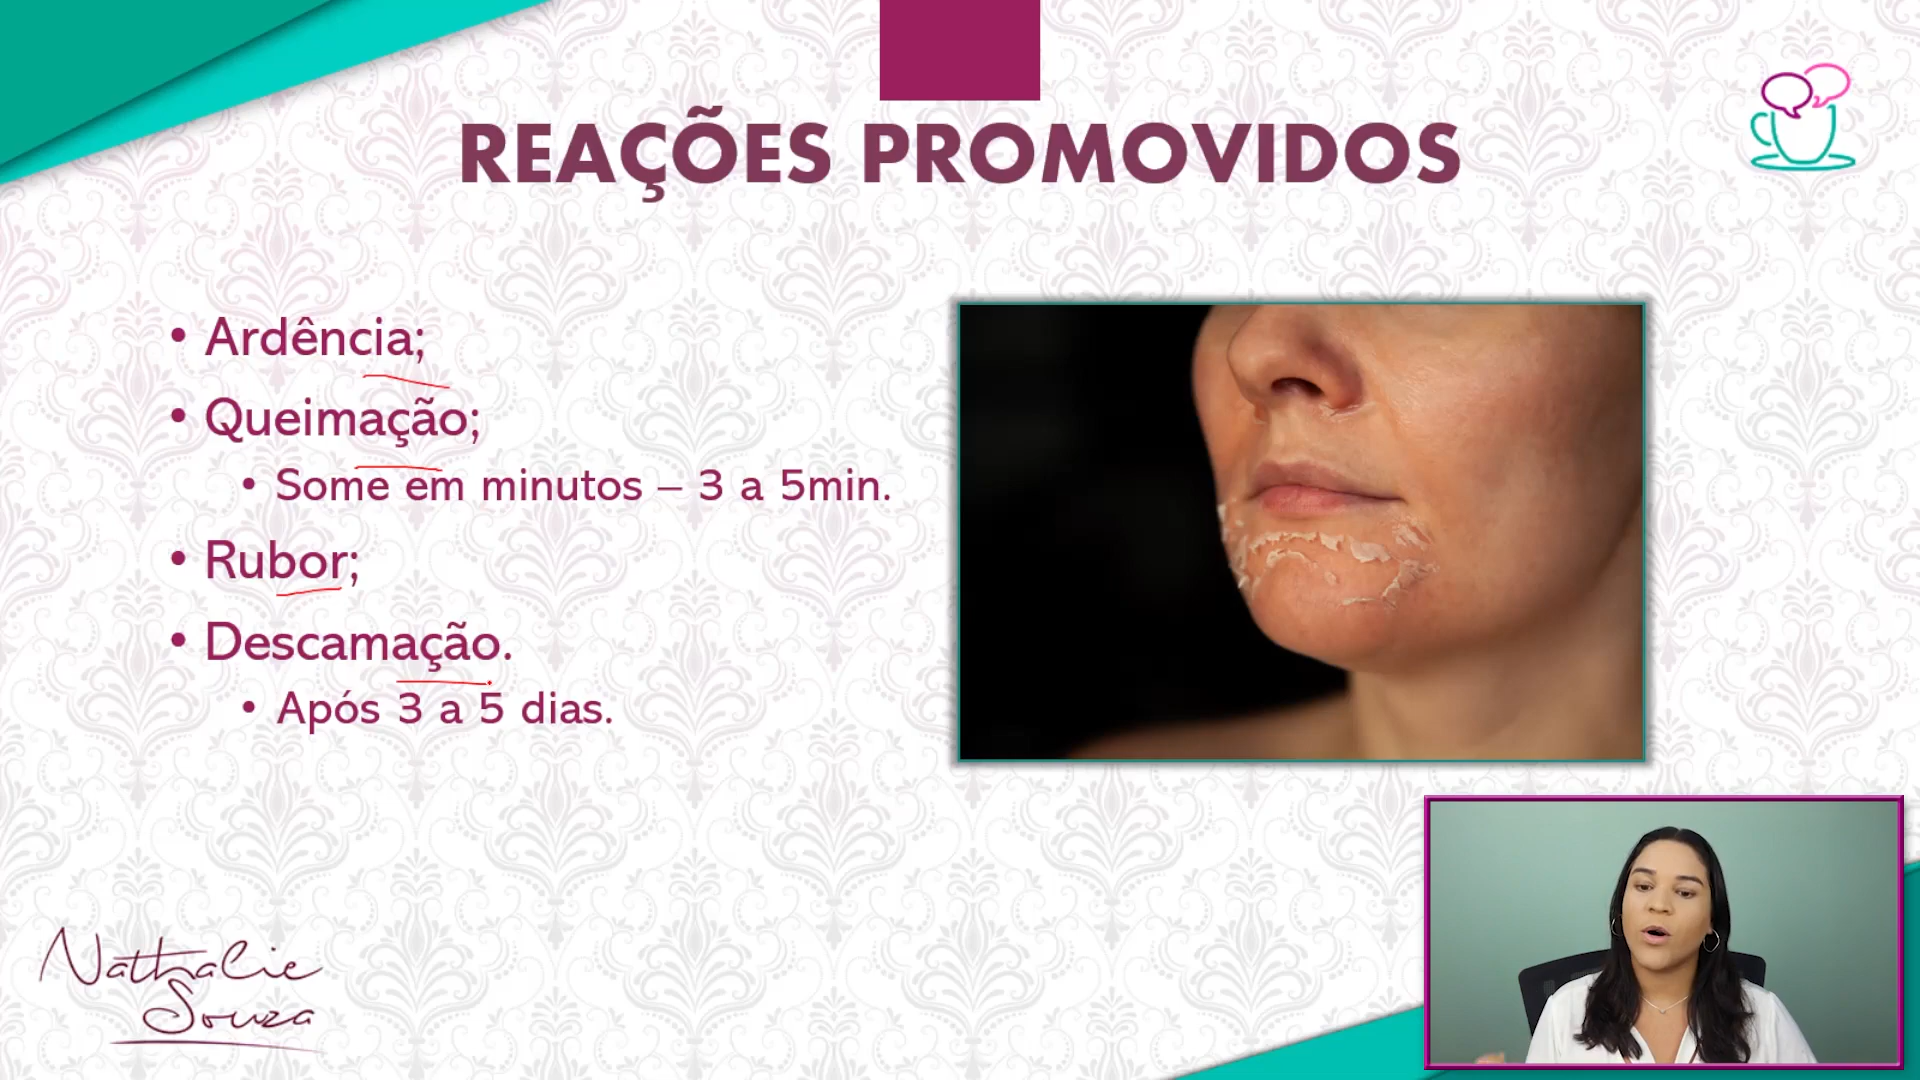 REAÇÕES PROMOVIDOS
• Ardência;
• Queimação;
• Some em minutos – 3 a 5min.
• Rubor;
• Descamação.
• Após 3 a 5 dias.
Nathalie
Souza